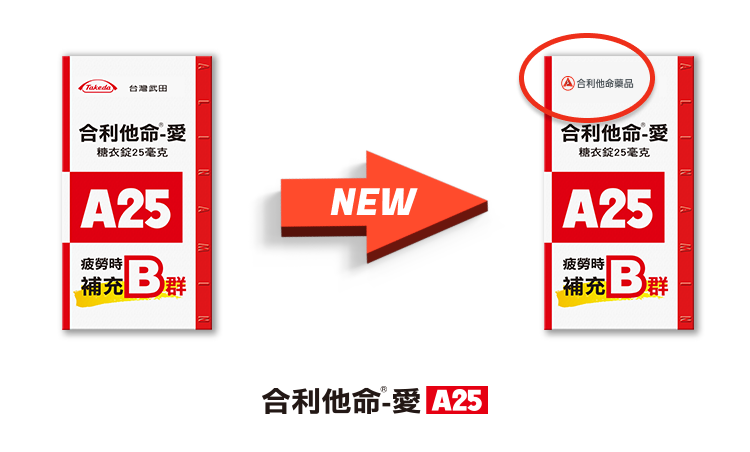 Takeda 台灣武田
合利他命®-愛
糖衣錠25毫克
A25
疲勞時
補充B群
NEW
合利他命藥品
合利他命®-愛
糖衣錠25毫克
A25
疲勞時
補充B群
合利他命®-愛 A25